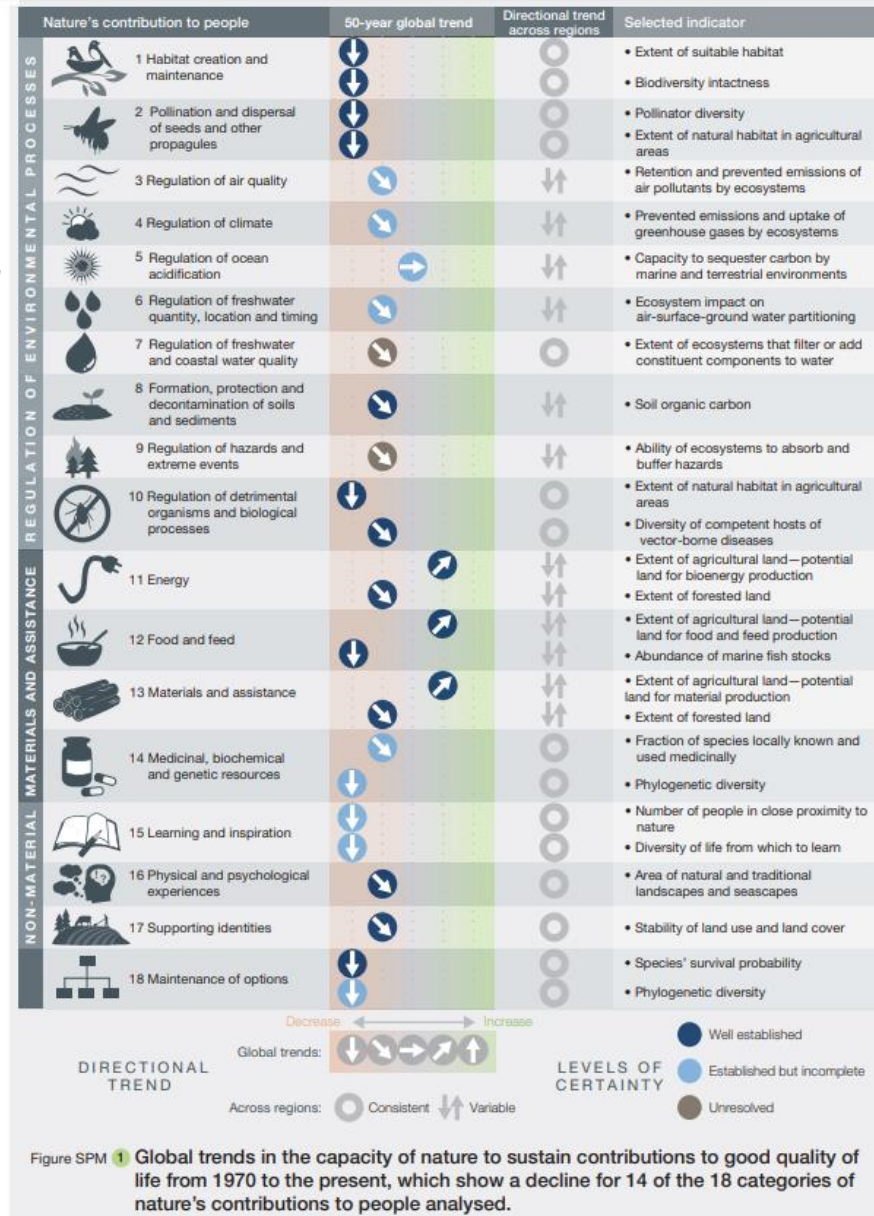 Nature's contribution to people
50-year global trend
Directional trend
across regions
Selected indicator
REGULATION OF ENVIRONMENTAL PROCESSES
1 Habitat creation and
maintenance
• Extent of suitable habitat
• Biodiversity intactness
2 Pollination and dispersal
of seeds and other
propagules
• Pollinator diversity
• Extent of natural habitat in agricultural
areas
3 Regulation of air quality
• Retention and prevented emissions of
air pollutants by ecosystems
4 Regulation of climate
• Prevented emissions and uptake of
greenhouse gases by ecosystems
5 Regulation of ocean
acidification
• Capacity to sequester carbon by
marine and terrestrial environments
6 Regulation of freshwater
quantity, location and timing
• Ecosystem impact on
air-surface-ground water partitioning
7 Regulation of freshwater
and coastal water quality
• Extent of ecosystems that filter or add
constituent components to water
8 Formation, protection and
decontamination of soils
and sediments
• Soil organic carbon
9 Regulation of hazards and
extreme events
• Ability of ecosystems to absorb and
buffer hazards
10 Regulation of detrimental
organisms and biological
processes
• Extent of natural habitat in agricultural
areas
• Diversity of competent hosts of
vector-borne diseases
MATERIALS AND ASSISTANCE
11 Energy
• Extent of agricultural land—potential
land for bioenergy production
• Extent of forested land
12 Food and feed
• Extent of agricultural land—potential
land for food and feed production
• Abundance of marine fish stocks
13 Materials and assistance
• Extent of agricultural land—potential
land for material production
• Extent of forested land
14 Medicinal, biochemical
and genetic resources
• Fraction of species locally known and
used medicinally
• Phylogenetic diversity
NON-MATERIAL
15 Learning and inspiration
• Number of people in close proximity to
nature
• Diversity of life from which to learn
16 Physical and psychological
experiences
!?
• Area of natural and traditional
landscapes and seascapes
17 Supporting identities
• Stability of land use and land cover
18 Maintenance of options
• Species' survival probability
• Phylogenetic diversity
Decrease
Increase
Global trends:
DIRECTIONAL
TREND
Across regions:
Consistent
Variable
LEVELS OF
CERTAINTY
Well established
Established but incomplete
Unresolved
Figure SPM 1 Global trends in the capacity of nature to sustain contributions to good quality of
life from 1970 to the present, which show a decline for 14 of the 18 categories of
nature's contributions to people analysed.